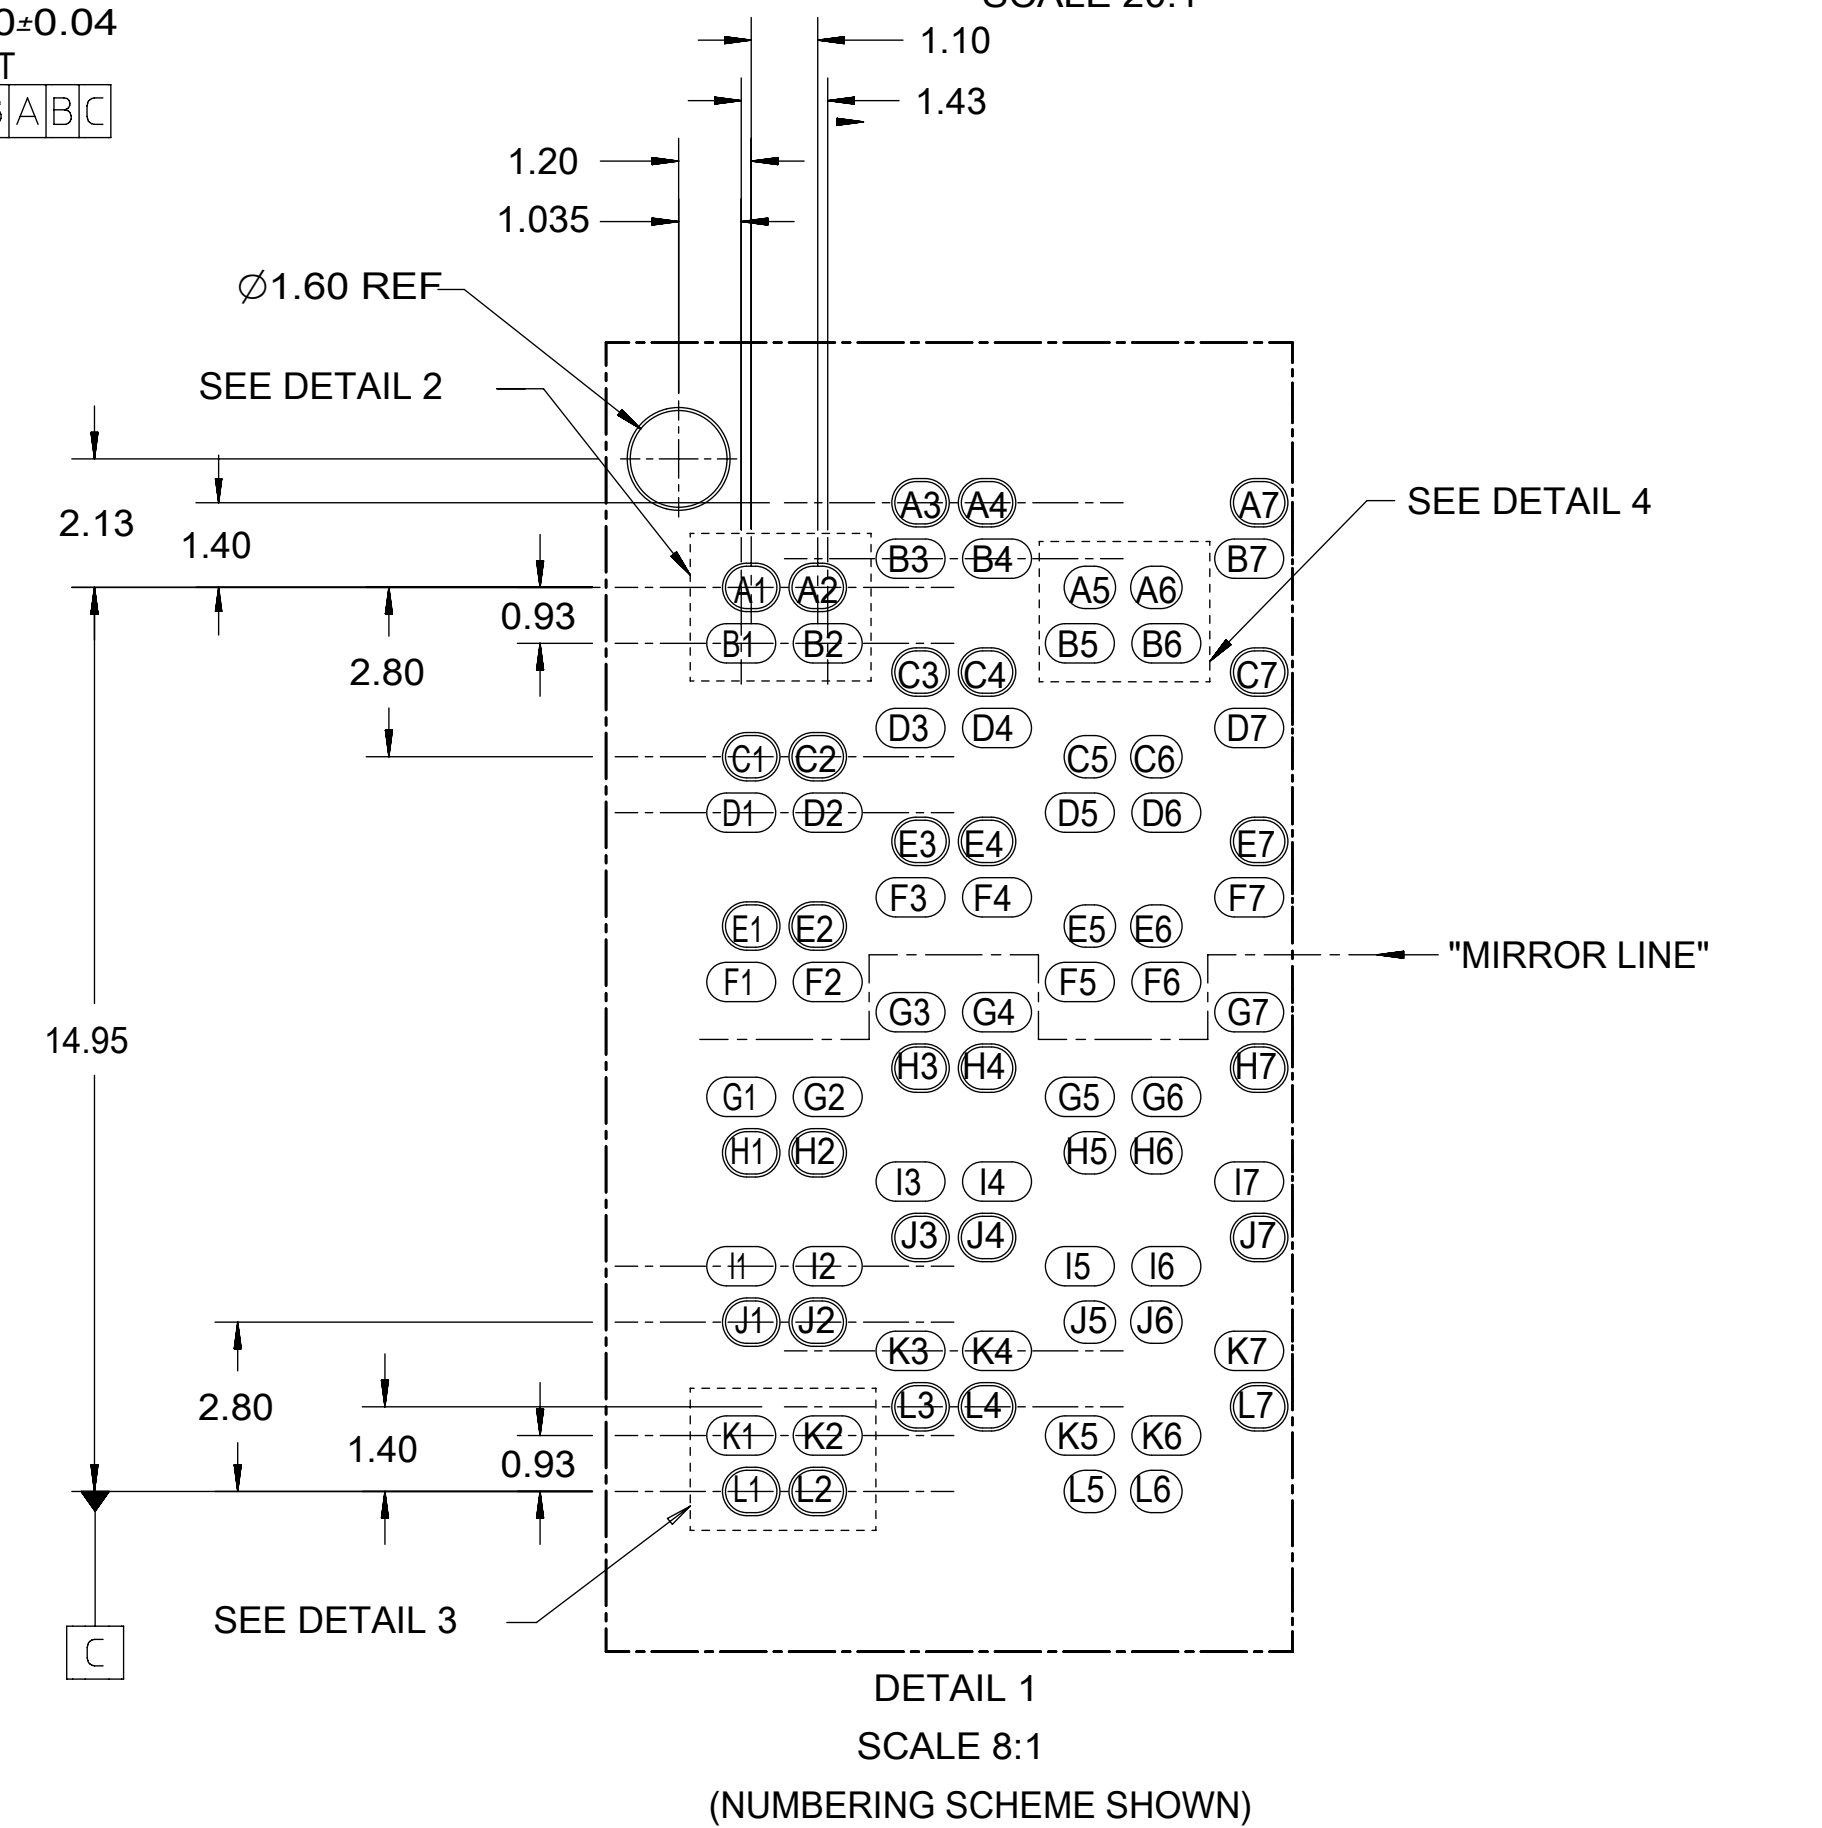 0±0.04
1.10
A B C
1.43
1.20
1.035
Ø1.60 REF
SEE DETAIL 2
2.13
1.40
0.93
2.80
SEE DETAIL 4
A3 A4 A7
B3 B4 B7
A1 A2 A5 A6
B1 B2 B5 B6
C3 C4 C7
D3 D4 D7
C1 C2 C5 C6
D1 D2 D5 D6
E3 E4 E7
F3 F4 F7
E1 E2 E5 E6
"MIRROR LINE"
F1 F2 F5 F6
G3 G4 G7
14.95
H3 H4 H7
G1 G2 G5 G6
H1 H2 H5 H6
I3 I4 I7
J3 J4 J7
I1 I2 I5 I6
J1 J2 J5 J6
K3 K4 K7
L3 L4 L7
2.80
K1 K2 K5 K6
1.40
0.93
L1 L2 L5 L6
SEE DETAIL 3
C
DETAIL 1
SCALE 8:1
(NUMBERING SCHEME SHOWN)